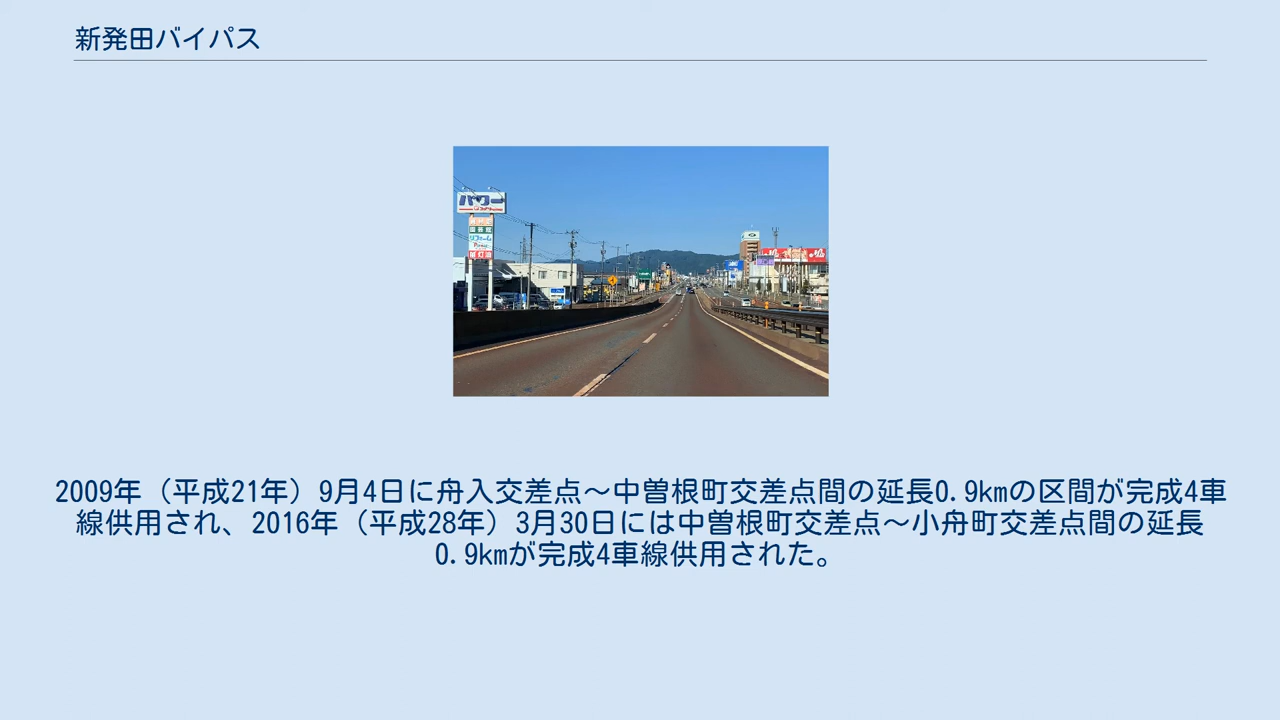 新発田バイパス
パワー
2009年（平成21年）9月4日に舟入交差点～中曽根町交差点間の延長0.9kmの区間が完成4車
線供用され、2016年（平成28年）3月30日には中曽根町交差点～小舟町交差点間の延長
0.9kmが完成4車線供用された。